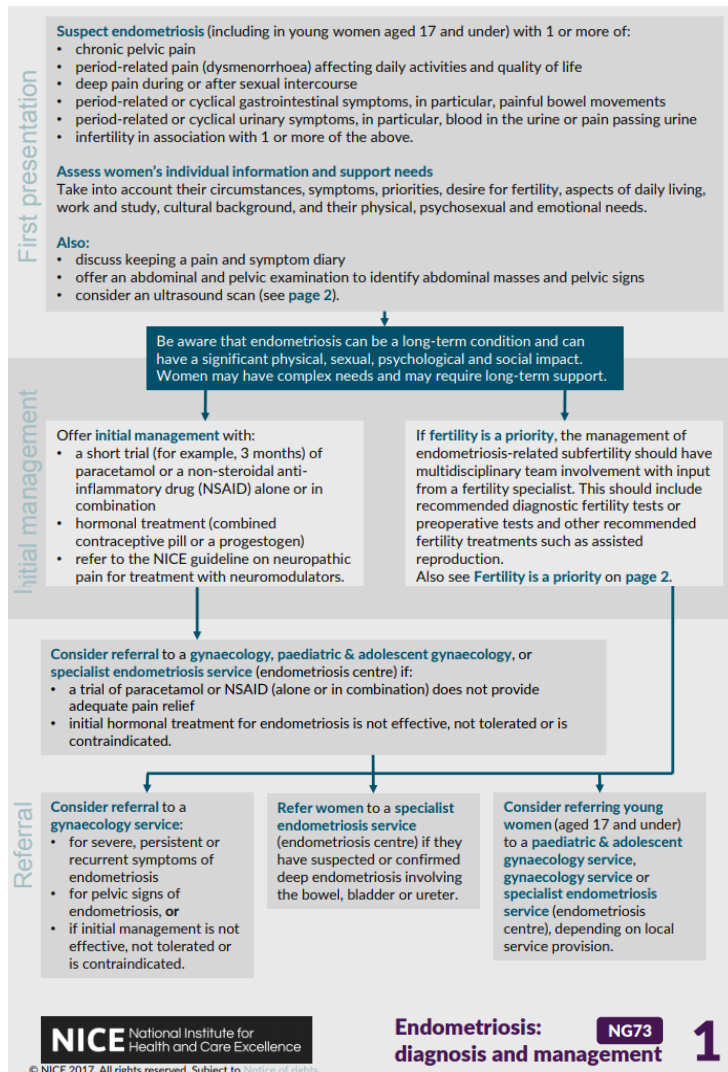 First presentation
Suspect endometriosis (including in young women aged 17 and under) with 1 or more of:
• chronic pelvic pain
• period-related pain (dysmenorrhoea) affecting daily activities and quality of life
• deep pain during or after sexual intercourse
• period-related or cyclical gastrointestinal symptoms, in particular, painful bowel movements
• period-related or cyclical urinary symptoms, in particular, blood in the urine or pain passing urine
• infertility in association with 1 or more of the above.
Assess women's individual information and support needs
Take into account their circumstances, symptoms, priorities, desire for fertility, aspects of daily living,
work and study, cultural background, and their physical, psychosexual and emotional needs.
Also:
• discuss keeping a pain and symptom diary
• offer an abdominal and pelvic examination to identify abdominal masses and pelvic signs
• consider an ultrasound scan (see page 2).
Be aware that endometriosis can be a long-term condition and can
have a significant physical, sexual, psychological and social impact.
Women may have complex needs and may require long-term support.
Initial management
Offer initial management with:
• a short trial (for example, 3 months) of
paracetamol or a non-steroidal anti-
inflammatory drug (NSAID) alone or in
combination
• hormonal treatment (combined
contraceptive pill or a progestogen)
• refer to the NICE guideline on neuropathic
pain for treatment with neuromodulators.
If fertility is a priority, the management of
endometriosis-related subfertility should have
multidisciplinary team involvement with input
from a fertility specialist. This should include
recommended diagnostic fertility tests or
preoperative tests and other recommended
fertility treatments such as assisted
reproduction.
Also see Fertility is a priority on page 2.
Consider referral to a gynaecology, paediatric & adolescent gynaecology, or
specialist endometriosis service (endometriosis centre) if:
• a trial of paracetamol or NSAID (alone or in combination) does not provide
adequate pain relief
• initial hormonal treatment for endometriosis is not effective, not tolerated or is
contraindicated.
Referral
Consider referral to a
gynaecology service:
• for severe, persistent or
recurrent symptoms of
endometriosis
• for pelvic signs of
endometriosis, or
• if initial management is not
effective, not tolerated or
is contraindicated.
Refer women to a specialist
endometriosis service
(endometriosis centre) if they
have suspected or confirmed
deep endometriosis involving
the bowel, bladder or ureter.
Consider referring young
women (aged 17 and under)
to a paediatric & adolescent
gynaecology service,
gynaecology service or
specialist endometriosis
service (endometriosis
centre), depending on local
service provision.
NICE National Institute for
Health and Care Excellence
Endometriosis: NG73
diagnosis and management 1
© NICE 2017. All rights reserved. Subject to Notice of rights